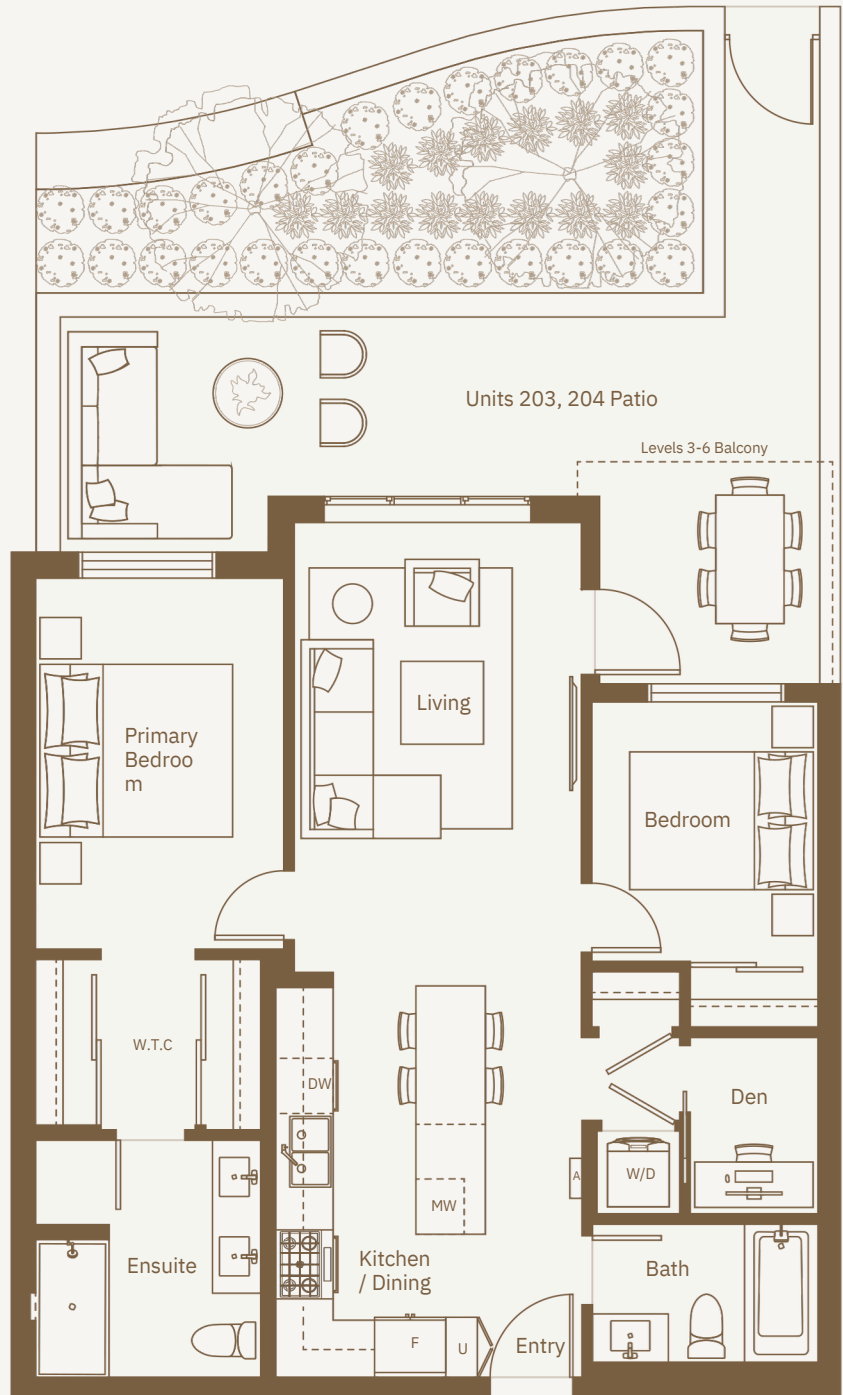 Units 203, 204 Patio
Levels 3-6 Balcony
Living
Primary
Bedroo
m
Bedroom
W.T.C
DW
Den
A
W/D
MW
Ensuite
Kitchen
/ Dining
Bath
F
U
Entry